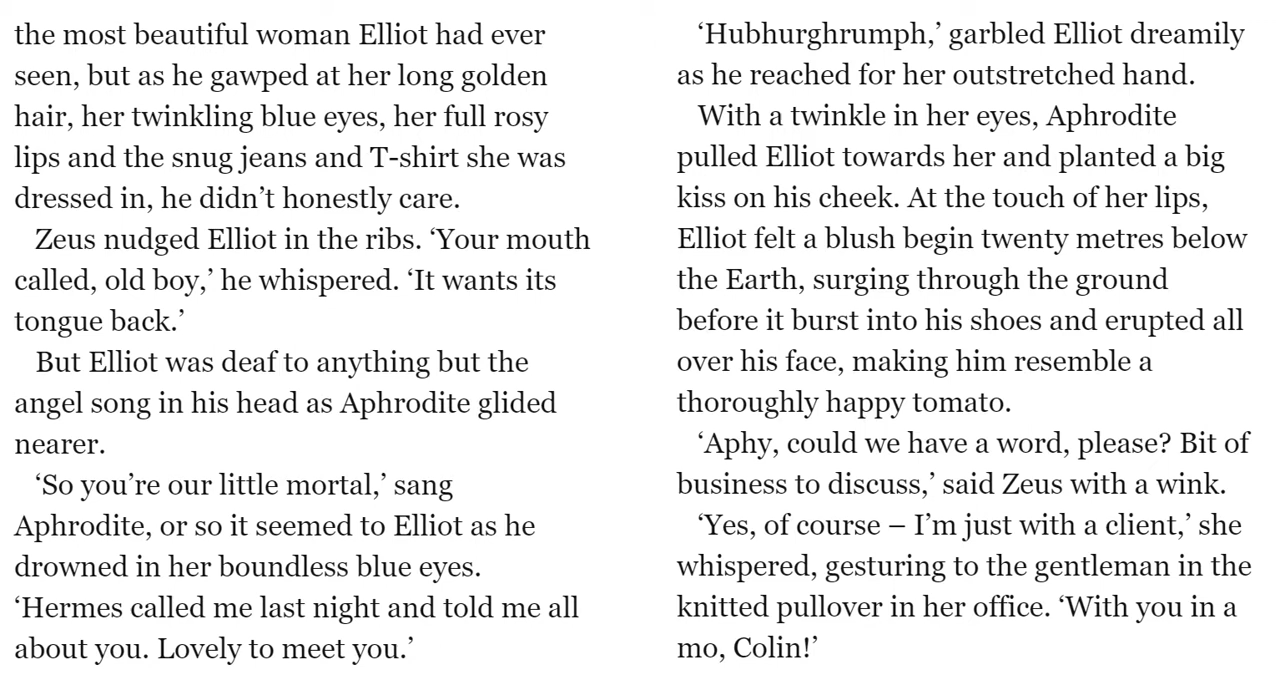 the most beautiful woman Elliot had ever
seen, but as he gawped at her long golden
hair, her twinkling blue eyes, her full rosy
lips and the snug jeans and T-shirt she was
dressed in, he didn’t honestly care.
Zeus nudged Elliot in the ribs. ‘Your mouth
called, old boy,’ he whispered. ‘It wants its
tongue back.’
But Elliot was deaf to anything but the
angel song in his head as Aphrodite glided
nearer.
‘So you’re our little mortal,’ sang
Aphrodite, or so it seemed to Elliot as he
drowned in her boundless blue eyes.
‘Hermes called me last night and told me all
about you. Lovely to meet you.’
‘Hubhurghrumph,’ garbled Elliot dreamily
as he reached for her outstretched hand.
With a twinkle in her eyes, Aphrodite
pulled Elliot towards her and planted a big
kiss on his cheek. At the touch of her lips,
Elliot felt a blush begin twenty metres below
the Earth, surging through the ground
before it burst into his shoes and erupted all
over his face, making him resemble a
thoroughly happy tomato.
‘Aphy, could we have a word, please? Bit of
business to discuss,’ said Zeus with a wink.
‘Yes, of course – I’m just with a client,’ she
whispered, gesturing to the gentleman in the
knitted pullover in her office. ‘With you in a
mo, Colin!’